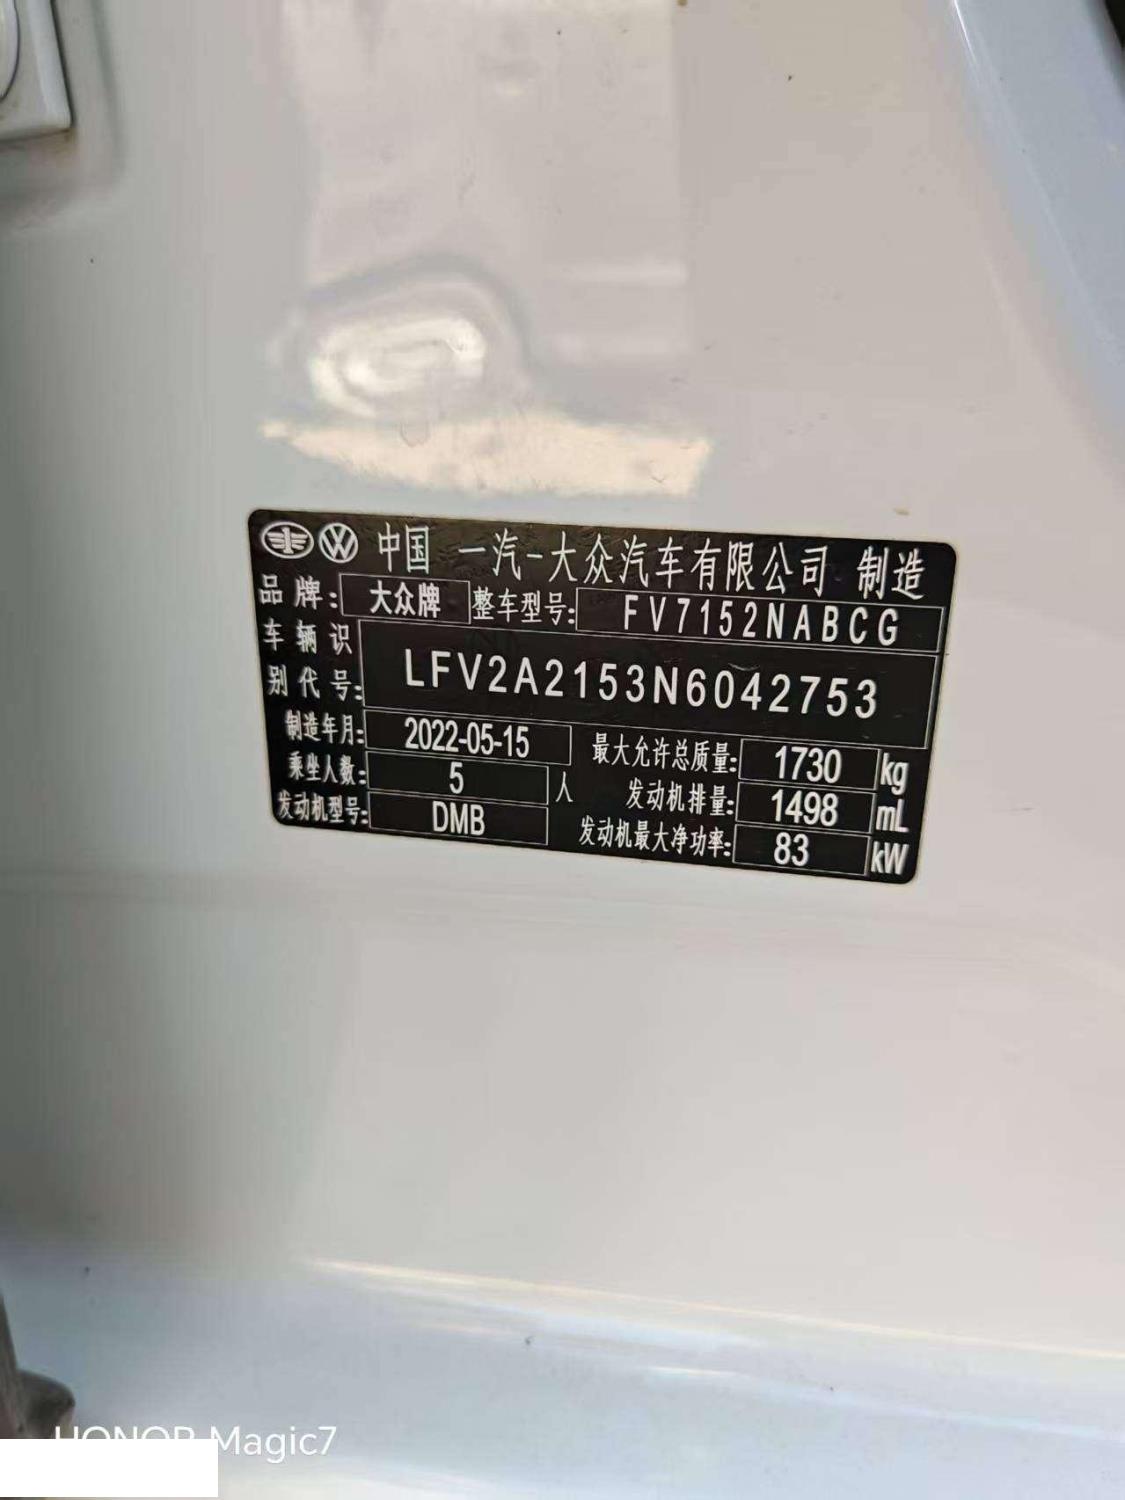 中国 一汽-大众汽车有限公司 制造
品牌: 大众牌 整车型号: FV7152NABCG
车辆识别代号: LFV2A2153N6042753
制造年月: 2022-05-15 最大允许总质量: 1730 kg
乘坐人数: 5 人 发动机排量: 1498 mL
发动机型号: DMB 发动机最大净功率: 83 kW
HONOR Magic7